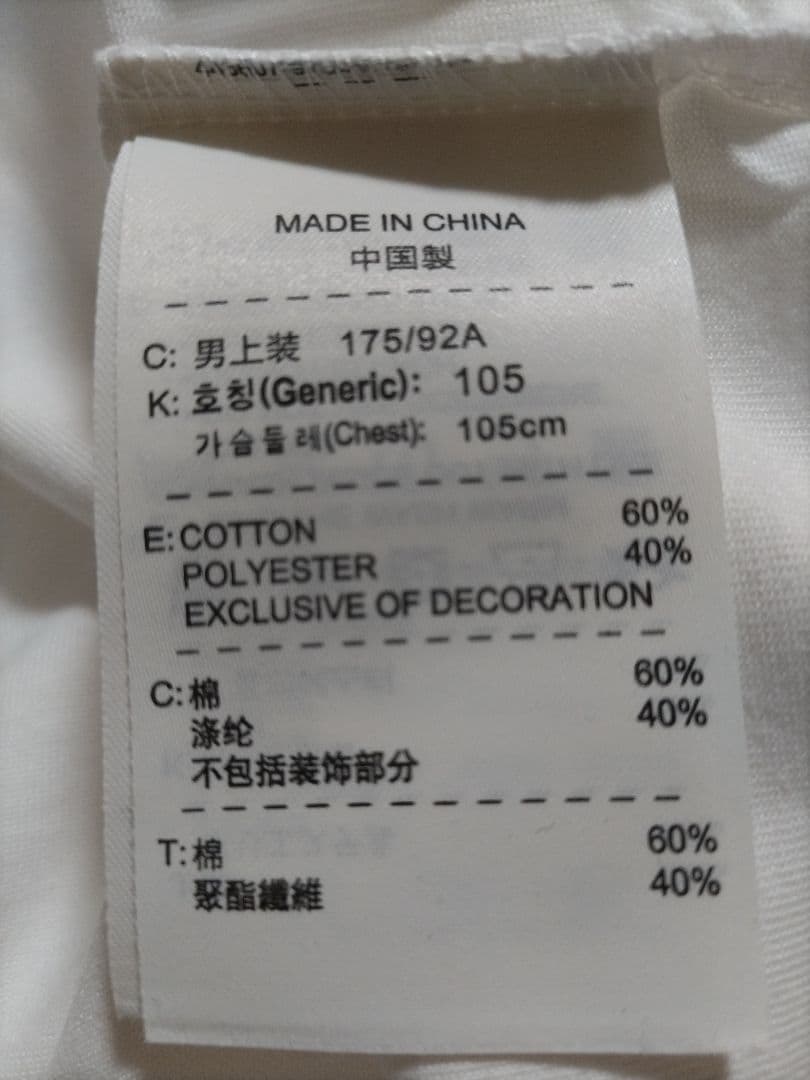 MADE IN CHINA
中国製
C: 男上装 175/92A
K: 호칭(Generic): 105
가슴둘레(Chest): 105cm
E: COTTON 60%
POLYESTER 40%
EXCLUSIVE OF DECORATION
C: 棉 60%
涤纶 40%
不包括装饰部分
T: 棉 60%
聚酯纖維 40%